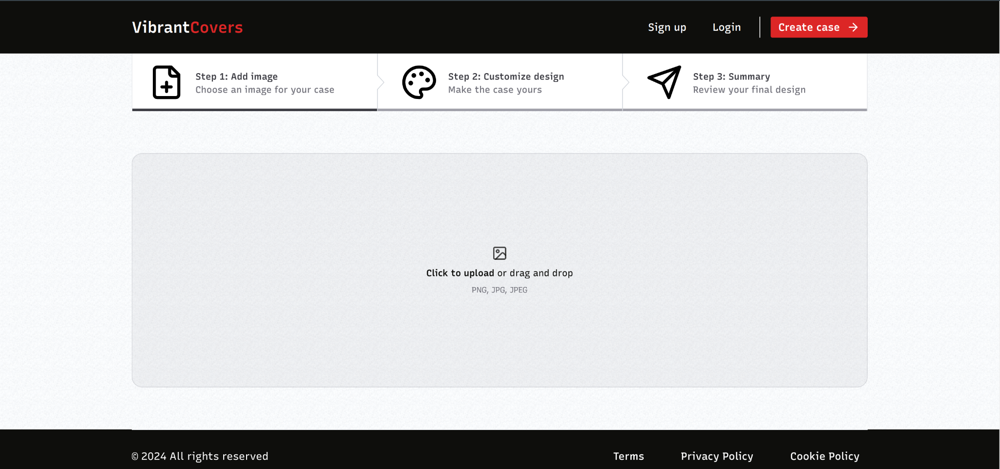 VibrantCovers
Sign up
Login
Create case
Step 1: Add image
Choose an image for your case
Step 2: Customize design
Make the case yours
Step 3: Summary
Review your final design
Click to upload or drag and drop
PNG, JPG, JPEG
© 2024 All rights reserved
Terms
Privacy Policy
Cookie Policy